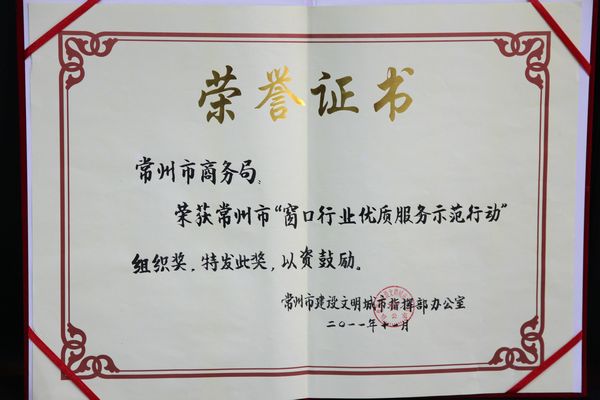 荣誉证书
常州市商务局：
荣获常州市“窗口行业优质服务示范行动”
组织奖，特发此奖，以资鼓励。
常州市建设文明城市指挥部办公室
二〇一一年十一月